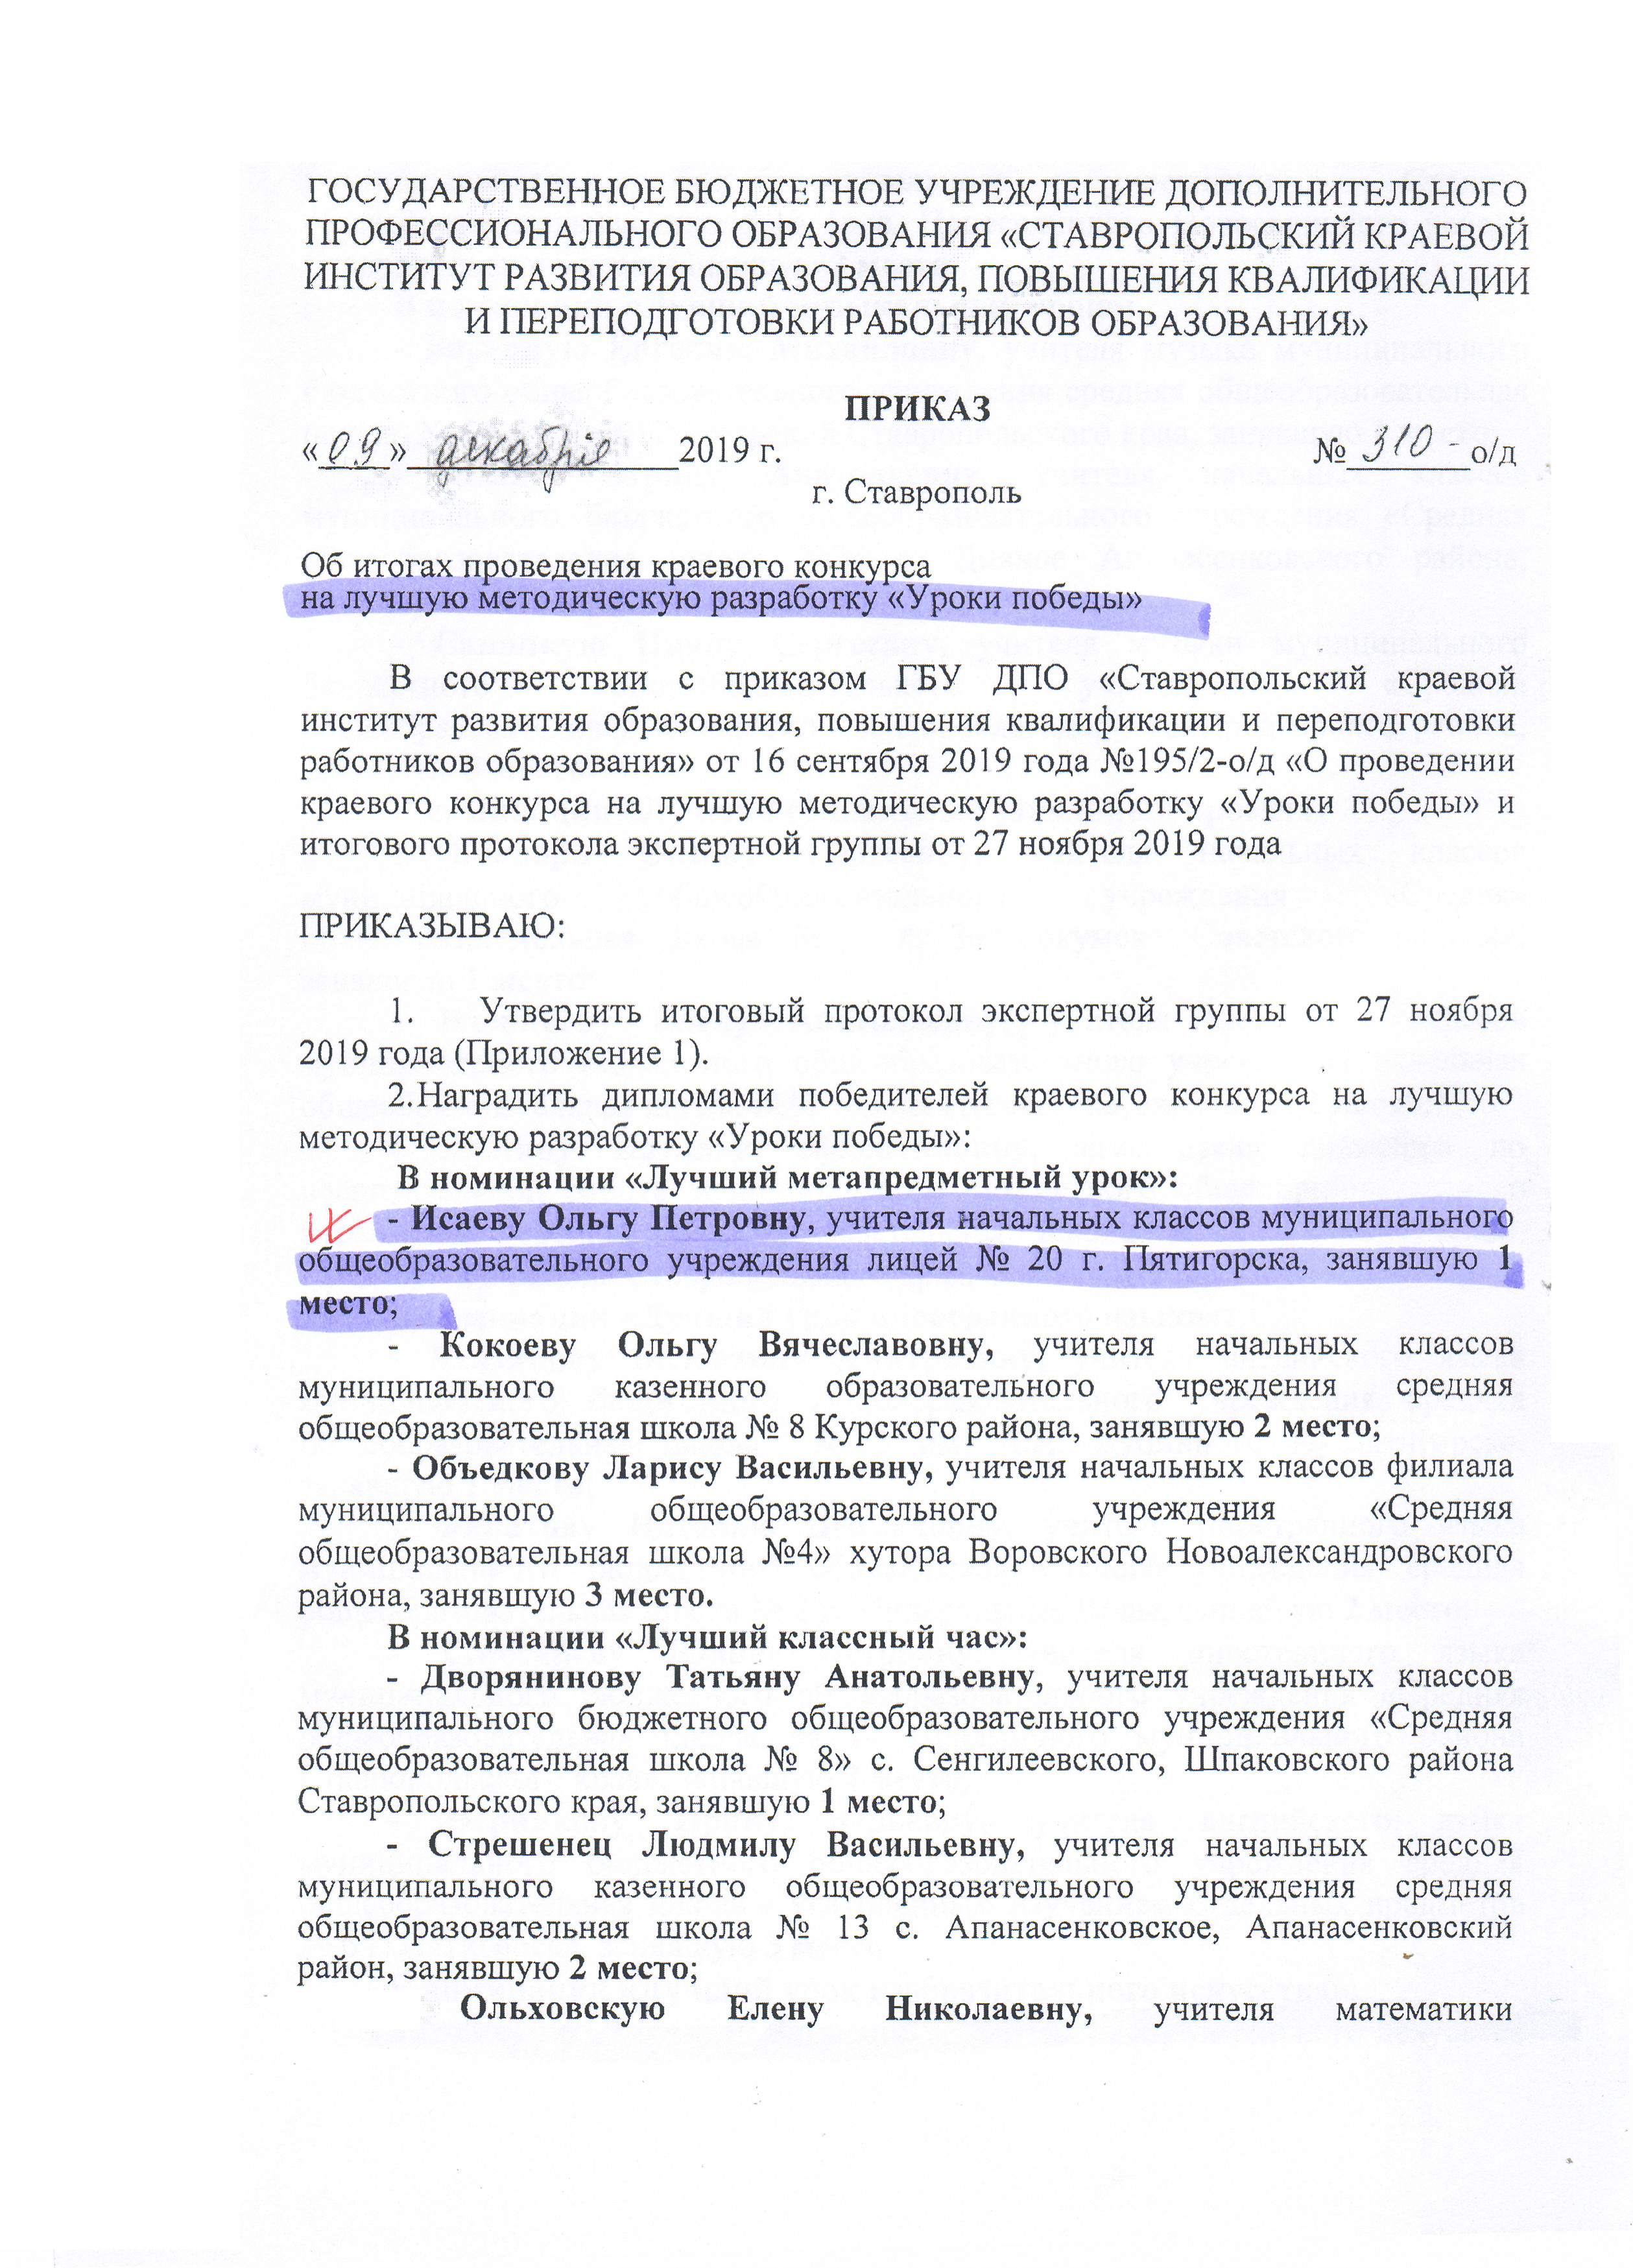 ГОСУДАРСТВЕННОЕ БЮДЖЕТНОЕ УЧРЕЖДЕНИЕ ДОПОЛНИТЕЛЬНОГО
ПРОФЕССИОНАЛЬНОГО ОБРАЗОВАНИЯ «СТАВРОПОЛЬСКИЙ КРАЕВОЙ
ИНСТИТУТ РАЗВИТИЯ ОБРАЗОВАНИЯ, ПОВЫШЕНИЯ КВАЛИФИКАЦИИ
И ПЕРЕПОДГОТОВКИ РАБОТНИКОВ ОБРАЗОВАНИЯ»
ПРИКАЗ
«09» декабря 2019 г. № 310 - о/д
г. Ставрополь
Об итогах проведения краевого конкурса
на лучшую методическую разработку «Уроки победы»
В соответствии с приказом ГБУ ДПО «Ставропольский краевой
институт развития образования, повышения квалификации и переподготовки
работников образования» от 16 сентября 2019 года №195/2-о/д «О проведении
краевого конкурса на лучшую методическую разработку «Уроки победы» и
итогового протокола экспертной группы от 27 ноября 2019 года
ПРИКАЗЫВАЮ:
1. Утвердить итоговый протокол экспертной группы от 27 ноября
2019 года (Приложение 1).
2.Наградить дипломами победителей краевого конкурса на лучшую
методическую разработку «Уроки победы»:
В номинации «Лучший метапредметный урок»:
- Исаеву Ольгу Петровну, учителя начальных классов муниципального
общеобразовательного учреждения лицей № 20 г. Пятигорска, занявшую 1
место;
- Кокоеву Ольгу Вячеславовну, учителя начальных классов
муниципального казенного образовательного учреждения средняя
общеобразовательная школа № 8 Курского района, занявшую 2 место;
- Объедкову Ларису Васильевну, учителя начальных классов филиала
муниципального общеобразовательного учреждения «Средняя
общеобразовательная школа №4» хутора Воровского Новоалександровского
района, занявшую 3 место.
В номинации «Лучший классный час»:
- Дворянинову Татьяну Анатольевну, учителя начальных классов
муниципального бюджетного общеобразовательного учреждения «Средняя
общеобразовательная школа № 8» с. Сенгилеевского, Шпаковского района
Ставропольского края, занявшую 1 место;
- Стрешенец Людмилу Васильевну, учителя начальных классов
муниципального казенного общеобразовательного учреждения средняя
общеобразовательная школа № 13 с. Апанасенковское, Апанасенковский
район, занявшую 2 место;
Ольховскую Елену Николаевну, учителя математики